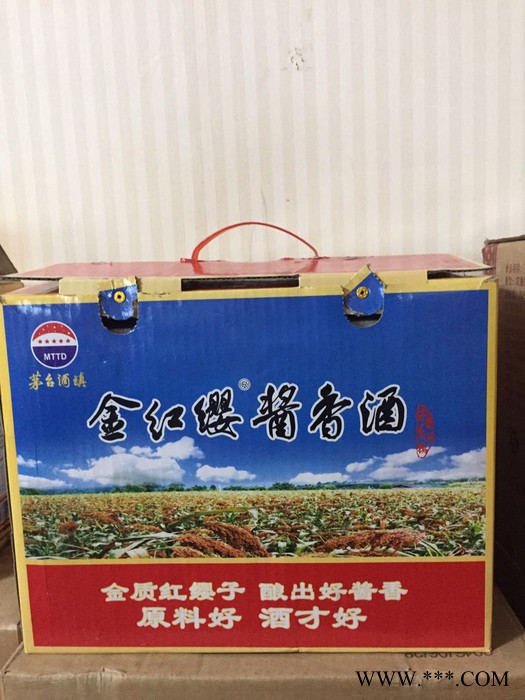 MTTD
茅台酒镇
金红缨®酱香酒
金质红缨子 酿出好酱香
原料好 酒才好
WWW.***.COM